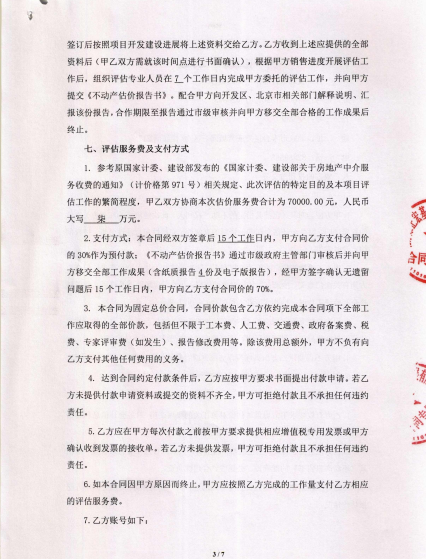 签订后按照项目开发建设进展将上述资料交给乙方。乙方收到上述应提供的全部
资料后（甲乙双方需就该时间点进行书面确认），根据甲方销售进度开展评估工
作后，组织评估专业人员在 7 个工作日内完成甲方委托的评估工作，并向甲方
提交《不动产估价报告书》。配合甲方向开发区、北京市相关部门解释说明、汇
报该份报告，合作期限至报告通过市级审核并向甲方移交全部合格的工作成果后
终止。
七、评估服务费及支付方式
1. 参考原国家计委、建设部发布的《国家计委、建设部关于房地产中介服
务收费的通知》（计价格第 971 号）相关规定、此次评估的特定目的及本项目评
估工作的繁简程度，甲乙双方协商本次估价服务费合计为 70000.00 元，人民币
大写 柒 万元。
2.支付方式：本合同经双方签章后 15 个工作日内，甲方向乙方支付合同价
的 30%作为预付款；《不动产估价报告书》通过市级政府主管部门审核后并向甲
方移交全部工作成果（含纸质报告 4份及电子版报告），经甲方签字确认无遗留
问题后 15 个工作日内，甲方向乙方支付合同价的 70%。
3. 本合同为固定总价合同，合同价款包含乙方依约完成本合同项下全部工
作应取得的全部价款，包括但不限于工本费、人工费、交通费、政府备案费、税
费、专家评审费（如发生）、报告修改费用等。除该费用总额外，甲方不负有向
乙方支付其他任何费用的义务。
4. 达到合同约定付款条件后，乙方应按甲方要求书面提出付款申请。若乙
方未提供付款申请资料或提交的资料不齐全，甲方可拒绝付款且不承担任何违约
责任。
5.乙方应在甲方每次付款之前按甲方要求提供相应增值税专用发票或甲方
确认收到发票的接收单。若乙方未提供发票，甲方可拒绝付款且不承担任何违约
责任。
6.如本合同因甲方原因而终止，甲方应按照乙方完成的工作量支付乙方相应
的评估服务费。
7.乙方账号如下：
3 / 7
合同